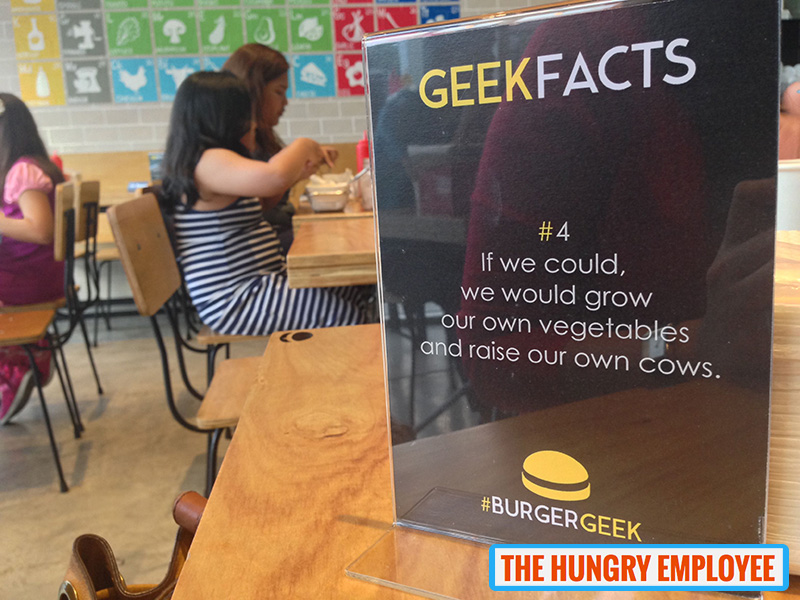 GEEKFACTS
#4
If we could,
we would grow
our own vegetables
and raise our own cows.
#BURGERGEEK
THE HUNGRY EMPLOYEE